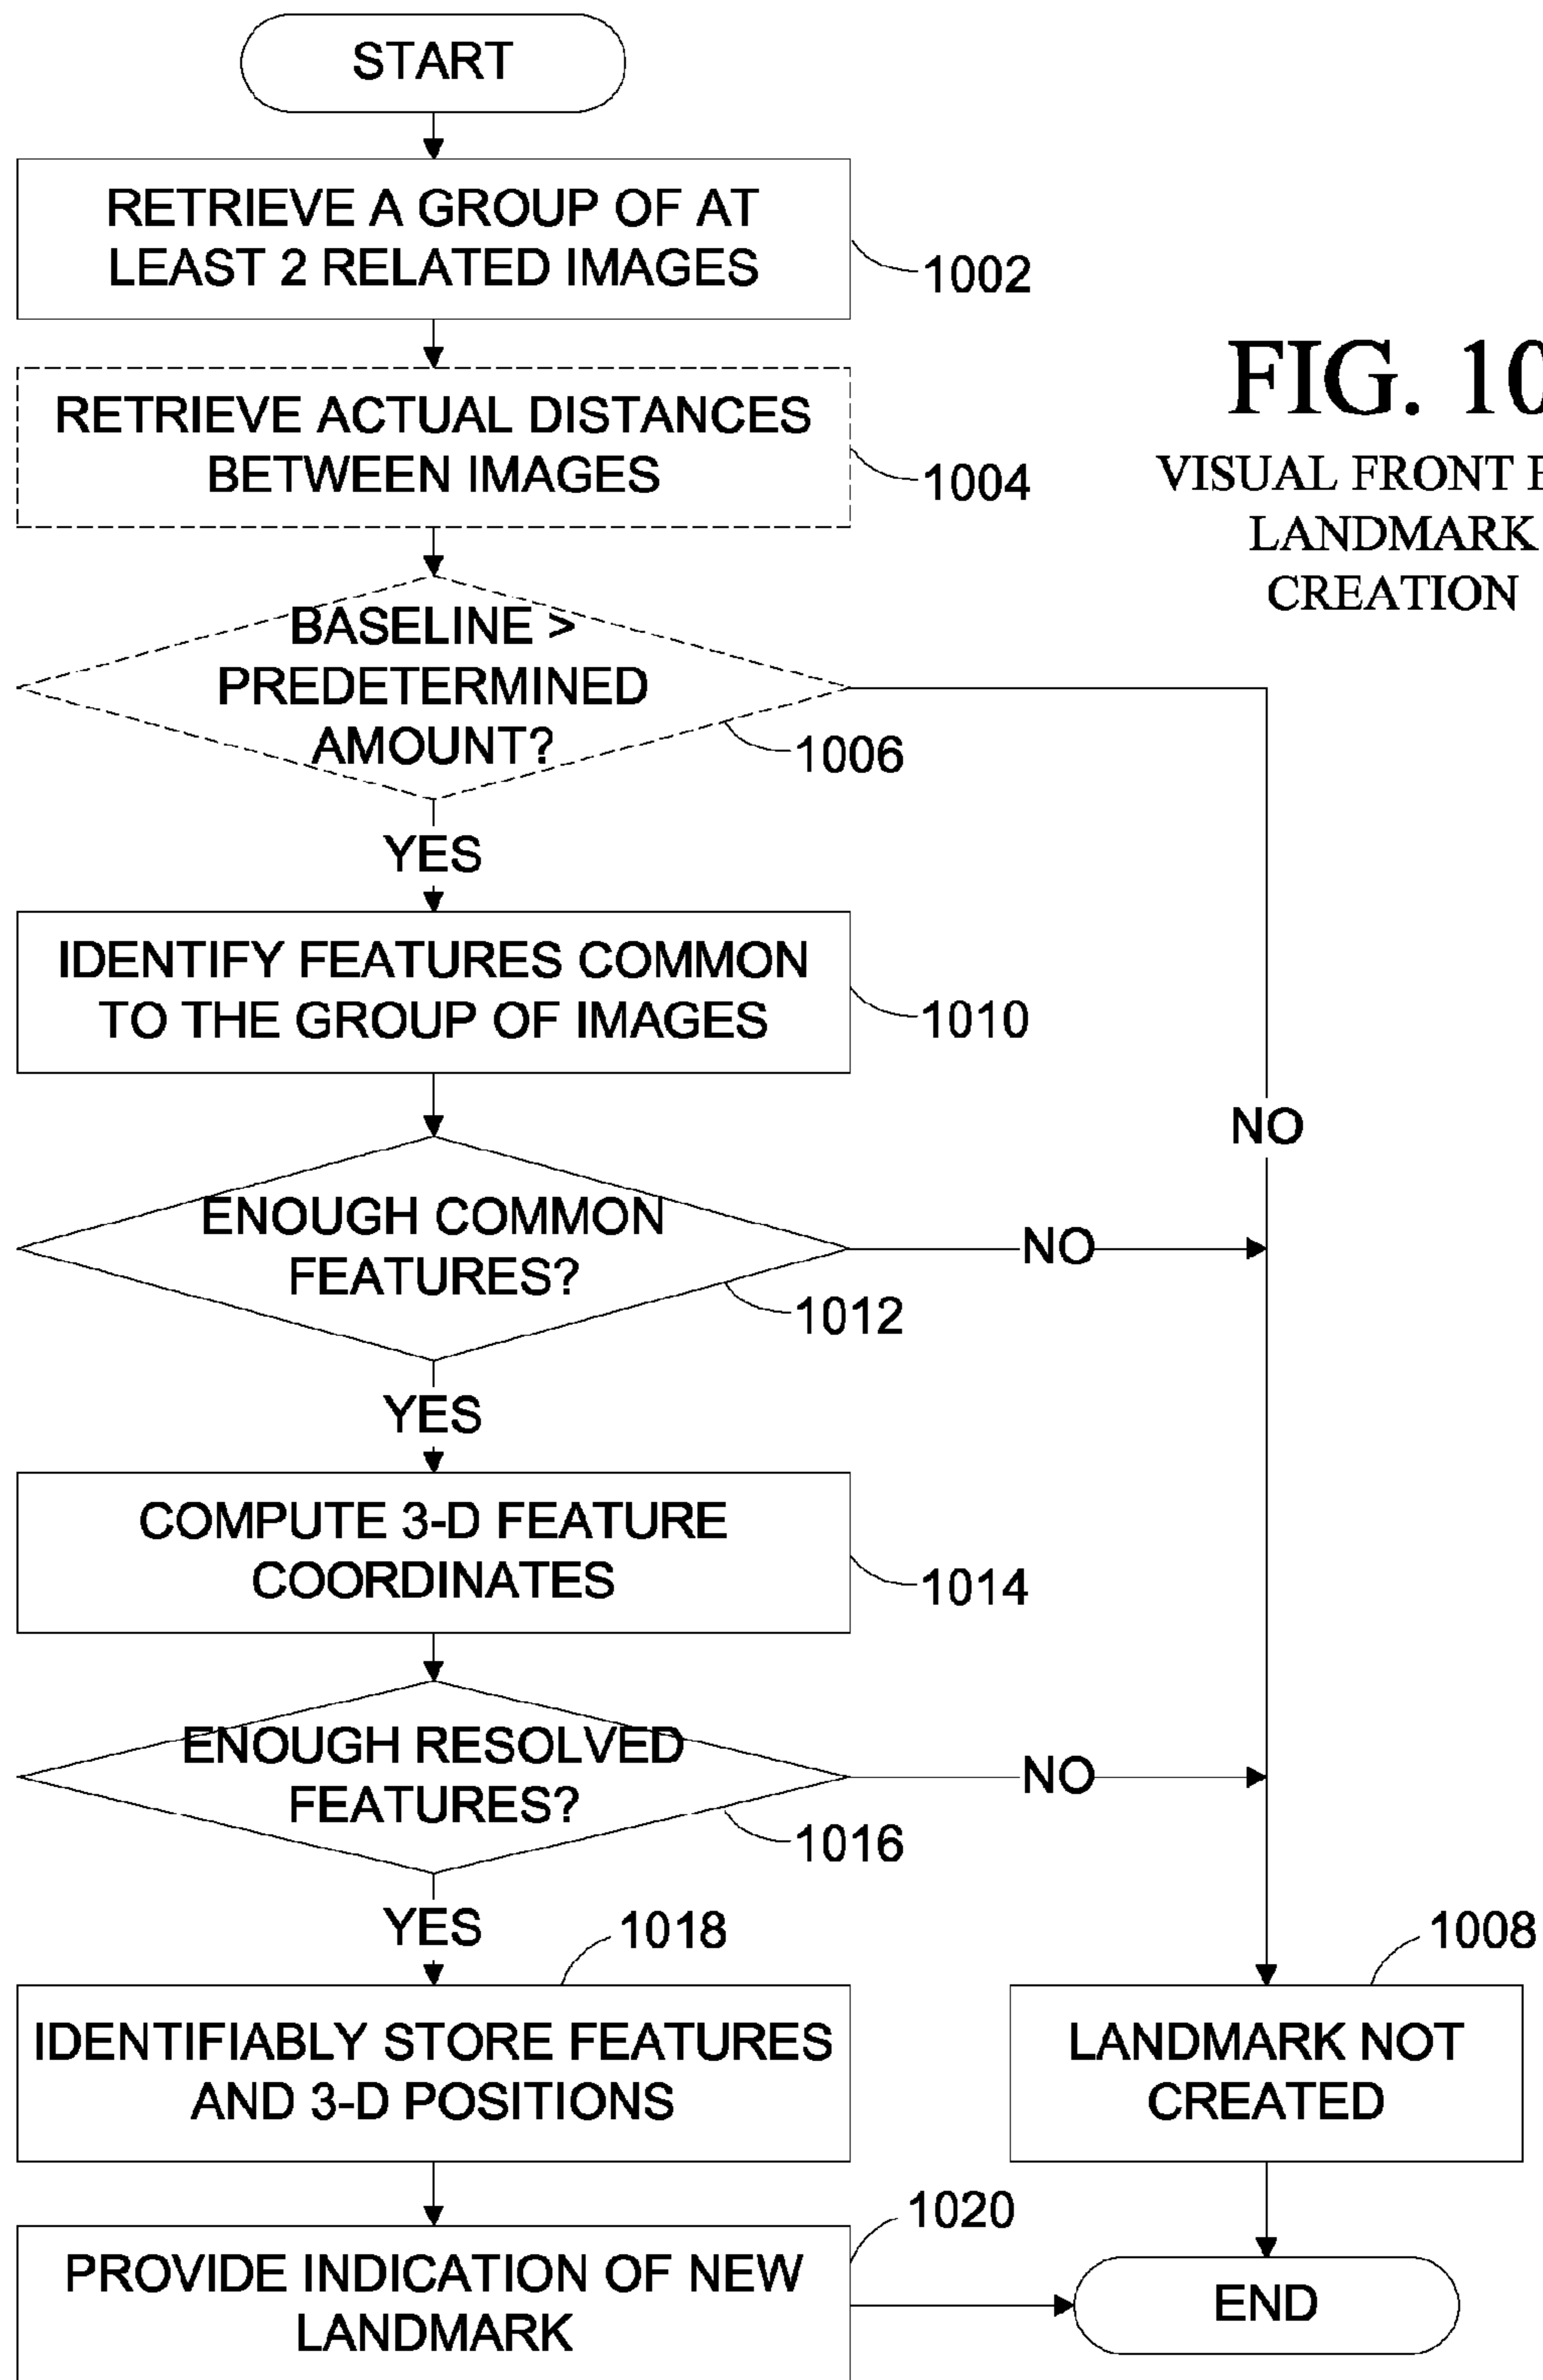 START
RETRIEVE A GROUP OF AT
LEAST 2 RELATED IMAGES
1002
RETRIEVE ACTUAL DISTANCES
BETWEEN IMAGES
1004
FIG. 10
VISUAL FRONT
LANDMARK
CREATION
BASELINE >
PREDETERMINED
AMOUNT?
1006
YES
IDENTIFY FEATURES COMMON
TO THE GROUP OF IMAGES
1010
NO
ENOUGH COMMON
FEATURES?
NO
1012
YES
COMPUTE 3-D FEATURE
COORDINATES
1014
ENOUGH RESOLVED
FEATURES?
NO
1016
YES
1018
1008
IDENTIFIABLY STORE FEATURES
AND 3-D POSITIONS
LANDMARK NOT
CREATED
1020
PROVIDE INDICATION OF NEW
LANDMARK
END